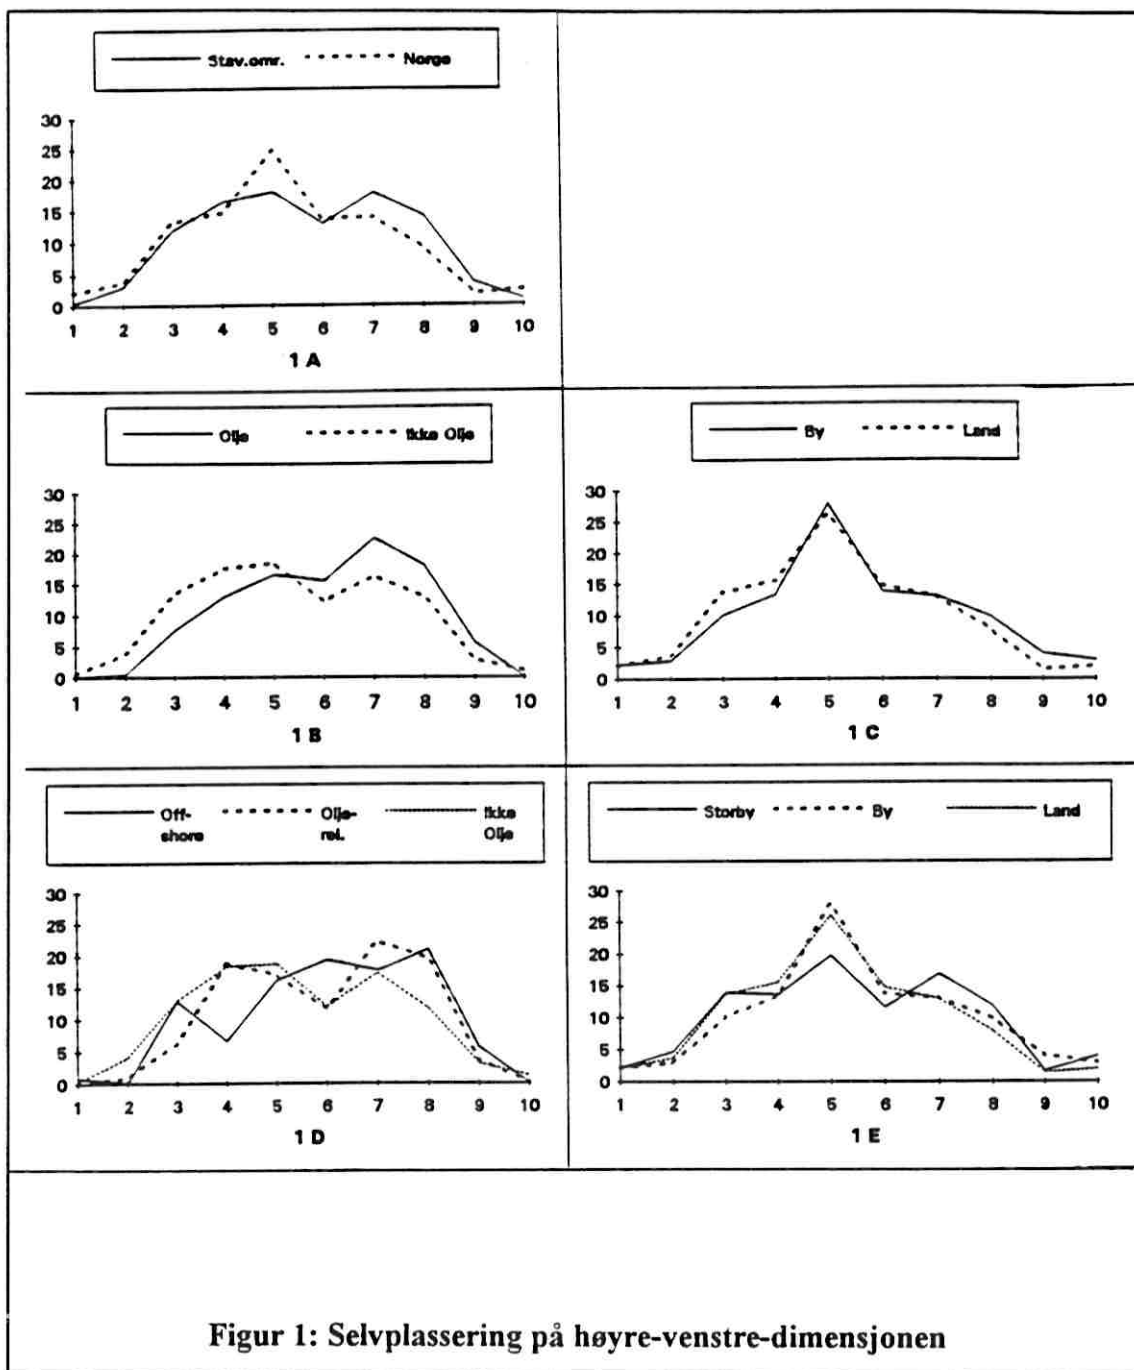 Stav.omr. Norge
30
25
20
15
10
5
0
1 2 3 4 5 6 7 8 9 10
1 A
Olje Ikke Olje
30
25
20
15
10
5
0
1 2 3 4 5 6 7 8 9 10
1 B
By Land
30
25
20
15
10
5
0
1 2 3 4 5 6 7 8 9 10
1 C
Off- Olje- Ikke
shore rel. Olje
30
25
20
15
10
5
0
1 2 3 4 5 6 7 8 9 10
1 D
Storby By Land
30
25
20
15
10
5
0
1 2 3 4 5 6 7 8 9 10
1 E
Figur 1: Selvplassering på høyre-venstre-dimensjonen